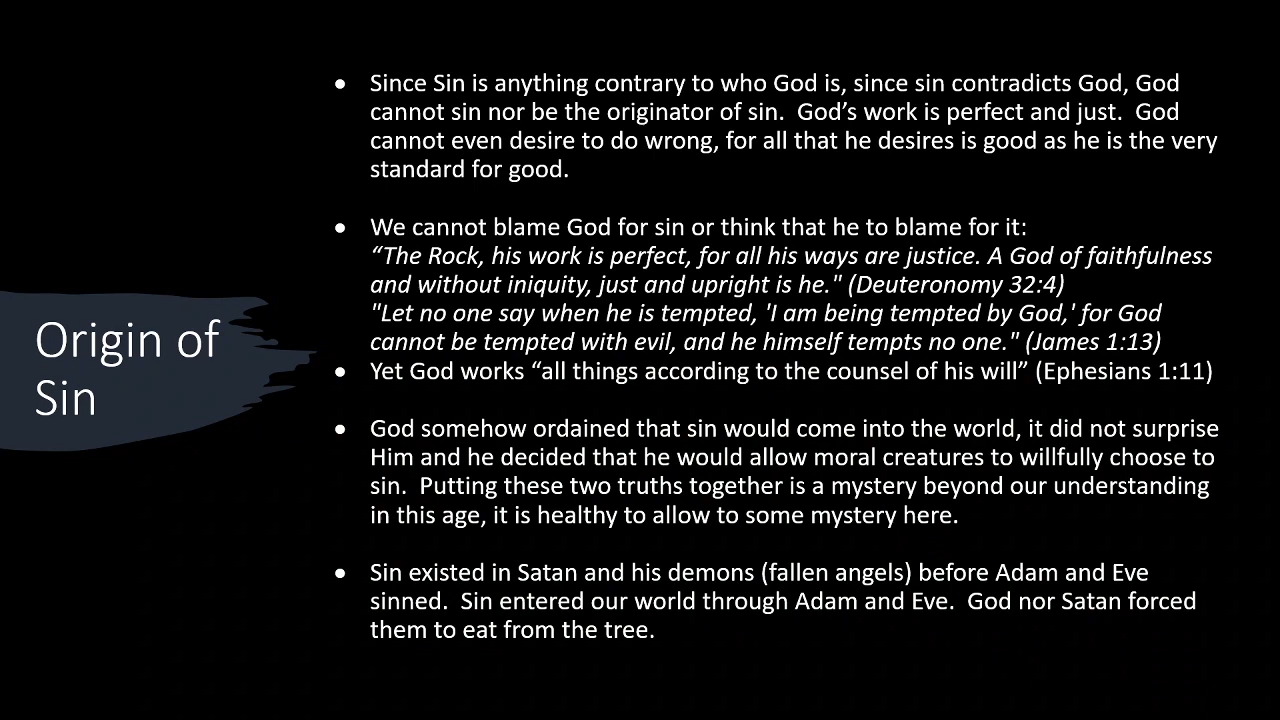 Origin of
Sin
• Since Sin is anything contrary to who God is, since sin contradicts God, God
cannot sin nor be the originator of sin.  God’s work is perfect and just.  God
cannot even desire to do wrong, for all that he desires is good as he is the very
standard for good.
• We cannot blame God for sin or think that he to blame for it:
“The Rock, his work is perfect, for all his ways are justice. A God of faithfulness
and without iniquity, just and upright is he." (Deuteronomy 32:4)
"Let no one say when he is tempted, 'I am being tempted by God,' for God
cannot be tempted with evil, and he himself tempts no one." (James 1:13)
• Yet God works “all things according to the counsel of his will” (Ephesians 1:11)
• God somehow ordained that sin would come into the world, it did not surprise
Him and he decided that he would allow moral creatures to willfully choose to
sin.  Putting these two truths together is a mystery beyond our understanding
in this age, it is healthy to allow to some mystery here.
• Sin existed in Satan and his demons (fallen angels) before Adam and Eve
sinned.  Sin entered our world through Adam and Eve.  God nor Satan forced
them to eat from the tree.